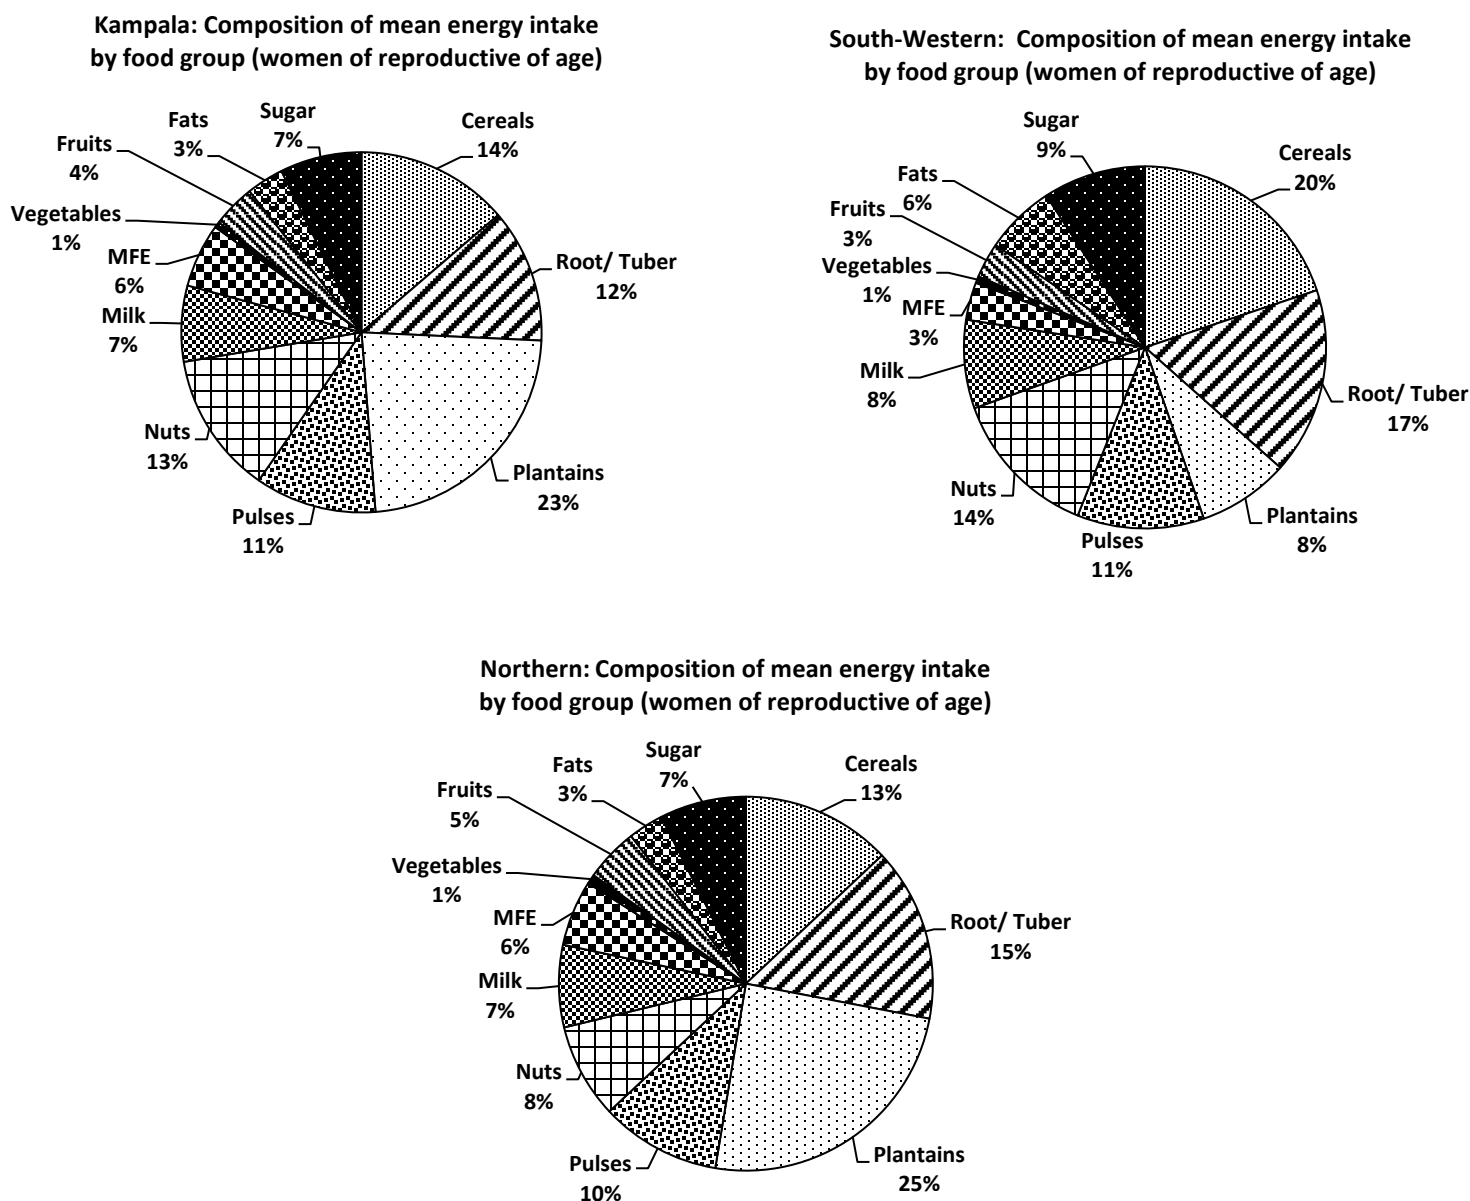 Kampala: Composition of mean energy intake
by food group (women of reproductive of age)
Sugar
7%
Cereals
14%
Root/ Tuber
12%
Plantains
23%
Pulses
11%
Nuts
13%
Milk
7%
MFE
6%
Vegetables
1%
Fruits
4%
Fats
3%
South-Western:  Composition of mean energy intake
by food group (women of reproductive of age)
Sugar
9%
Cereals
20%
Root/ Tuber
17%
Plantains
8%
Pulses
11%
Nuts
14%
Milk
8%
MFE
3%
Vegetables
1%
Fruits
3%
Fats
6%
Northern: Composition of mean energy intake
by food group (women of reproductive of age)
Sugar
7%
Cereals
13%
Root/ Tuber
15%
Plantains
25%
Pulses
10%
Nuts
8%
Milk
7%
MFE
6%
Vegetables
1%
Fruits
5%
Fats
3%